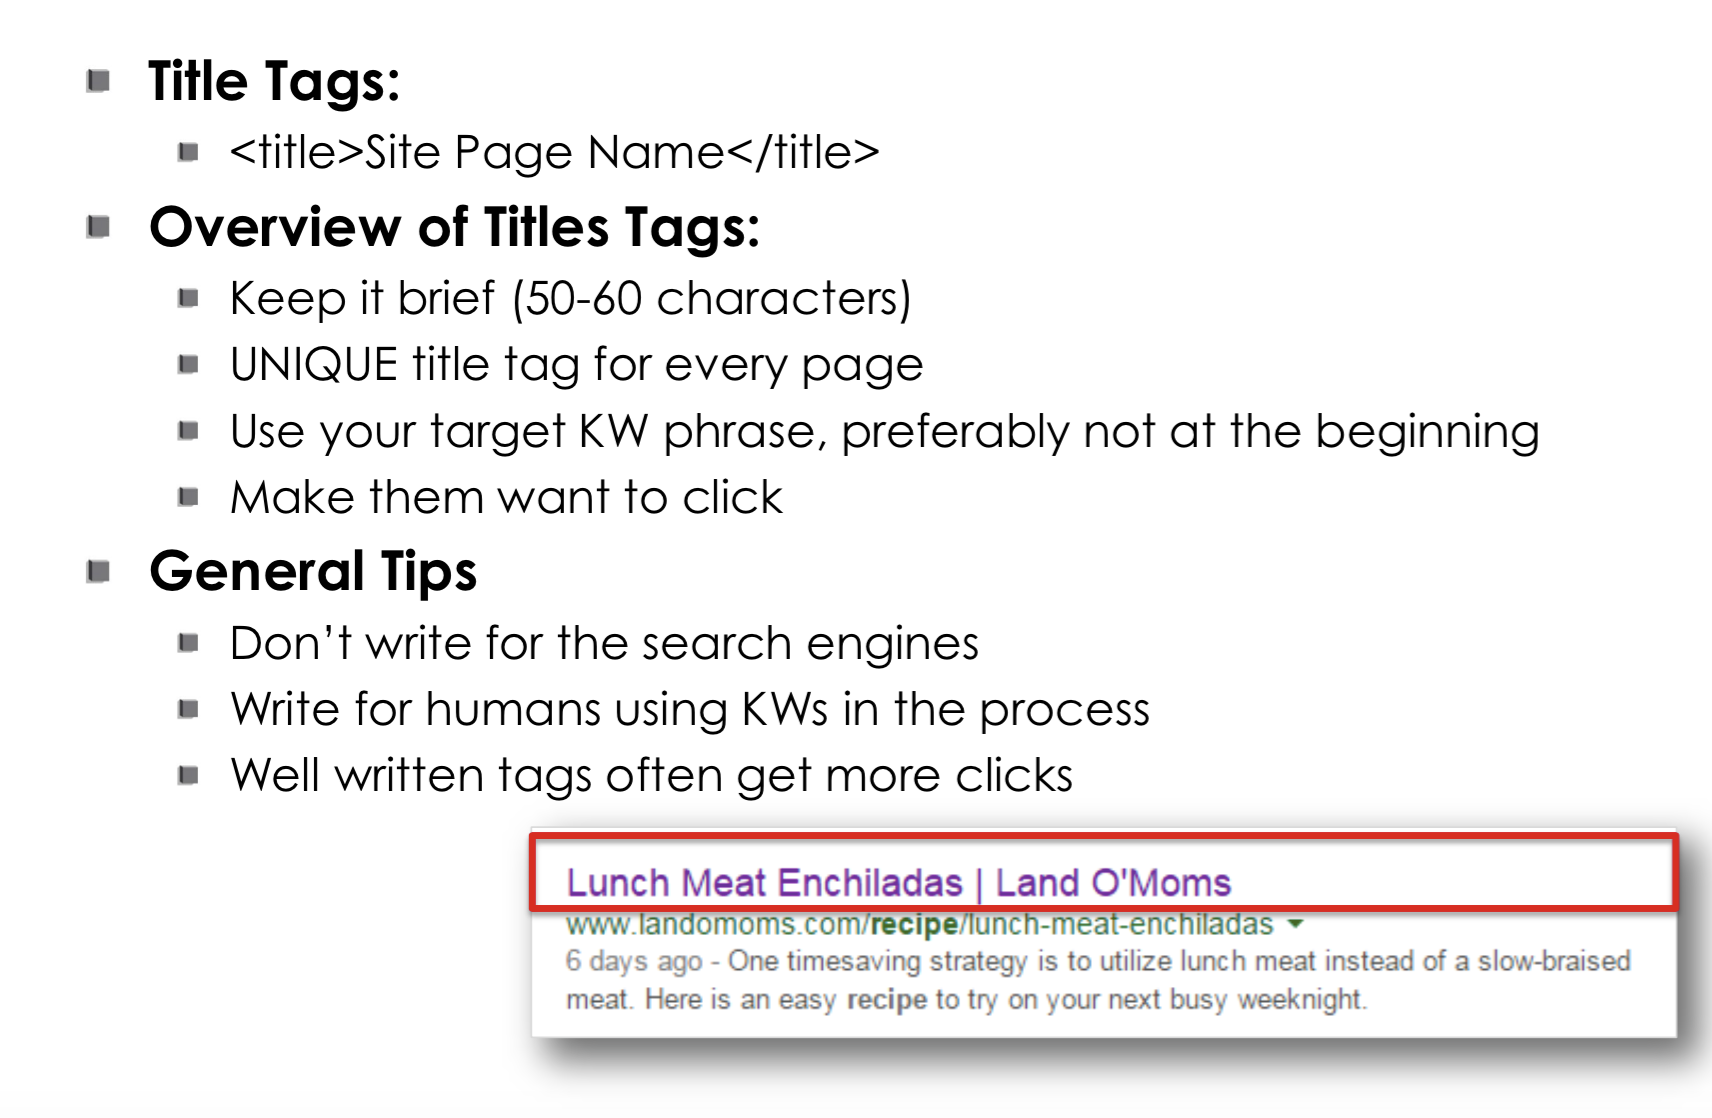 Title Tags:
<title>Site Page Name</title>
Overview of Titles Tags:
Keep it brief (50-60 characters)
UNIQUE title tag for every page
Use your target KW phrase, preferably not at the beginning
Make them want to click
General Tips
Don’t write for the search engines
Write for humans using KWs in the process
Well written tags often get more clicks
Lunch Meat Enchiladas | Land O'Moms
www.landomoms.com/recipe/lunch-meat-enchiladas
6 days ago - One timesaving strategy is to utilize lunch meat instead of a slow-braised
meat. Here is an easy recipe to try on your next busy weeknight.